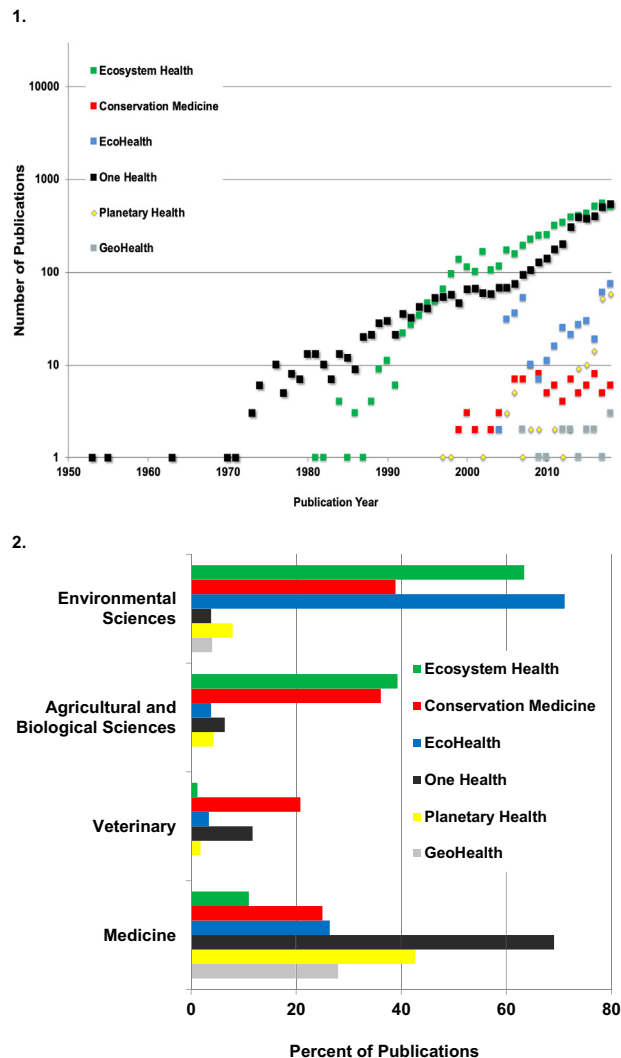 1.
Ecosystem Health
10000
Conservation Medicine
EcoHealth
1000
One Health
Planetary Health
GeoHealth
100
10
1
Number of Publications
1950
1960
1970
1980
1990
2000
2010
Publication Year
2.
Environmental
Sciences
Agricultural and
Biological Sciences
Veterinary
Medicine
Ecosystem Health
Conservation Medicine
EcoHealth
One Health
Planetary Health
GeoHealth
0
20
40
60
80
Percent of Publications